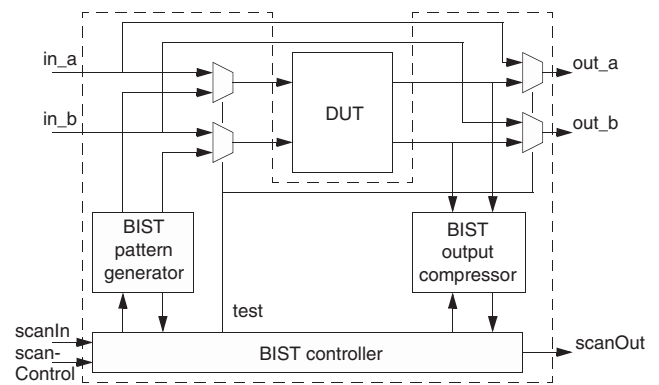 in_a
out_a
DUT
in_b
out_b
BIST
pattern
generator
BIST
output
compressor
test
scanIn
scan-
Control
BIST controller
scanOut